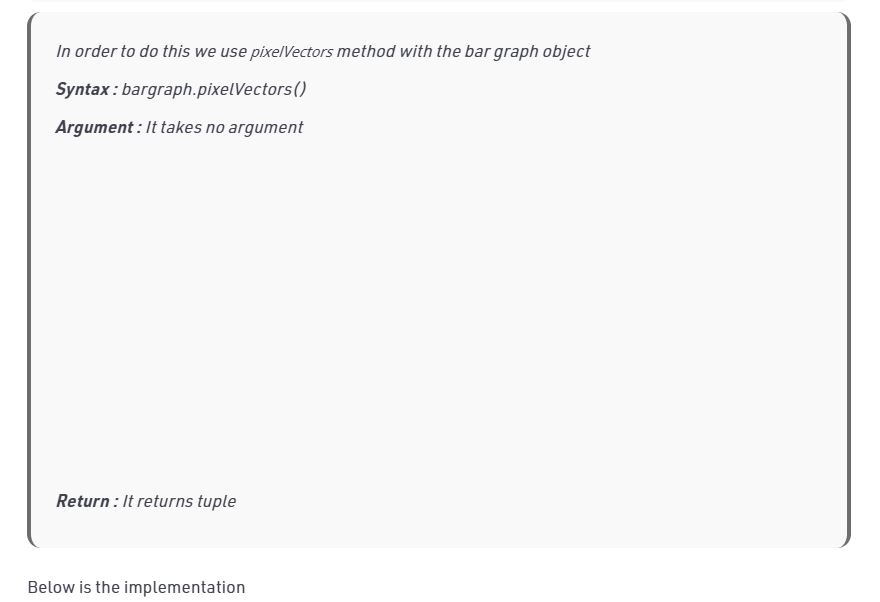 In order to do this we use pixelVectors method with the bar graph object
Syntax : bargraph.pixelVectors()
Argument : It takes no argument
Return : It returns tuple
Below is the implementation